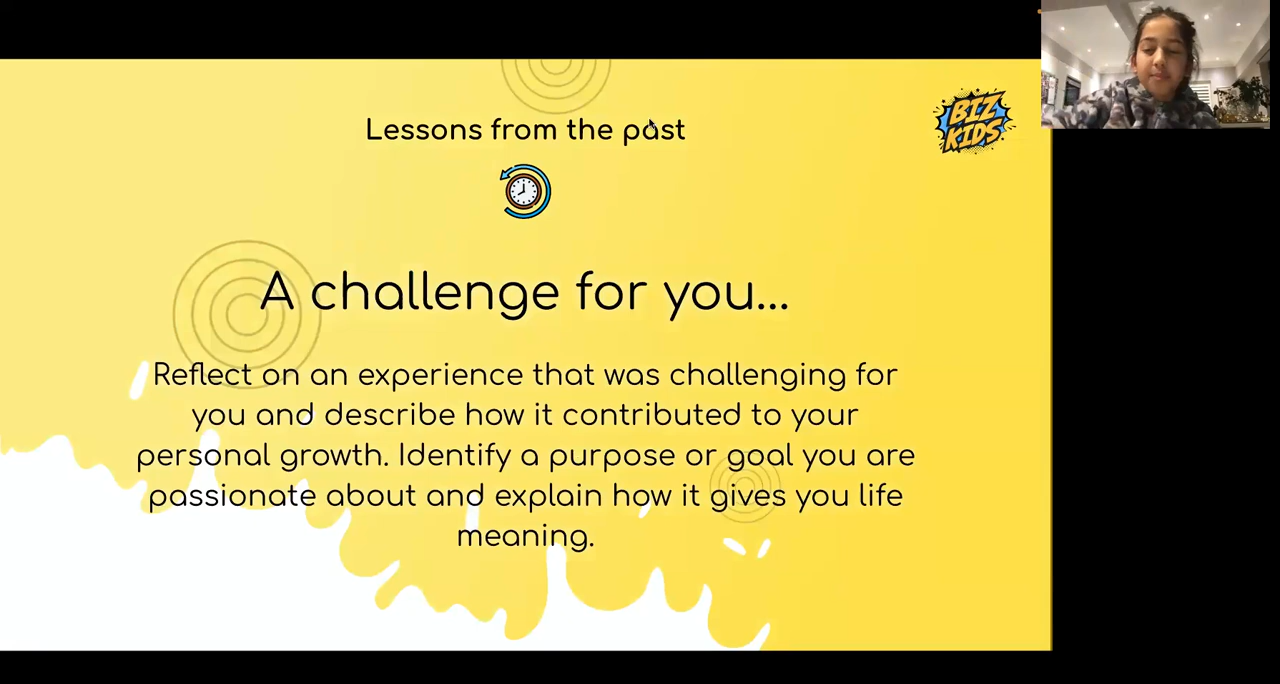 Lessons from the past
BIZ
KIDS
A challenge for you...
Reflect on an experience that was challenging for
you and describe how it contributed to your
personal growth. Identify a purpose or goal you are
passionate about and explain how it gives you life
meaning.